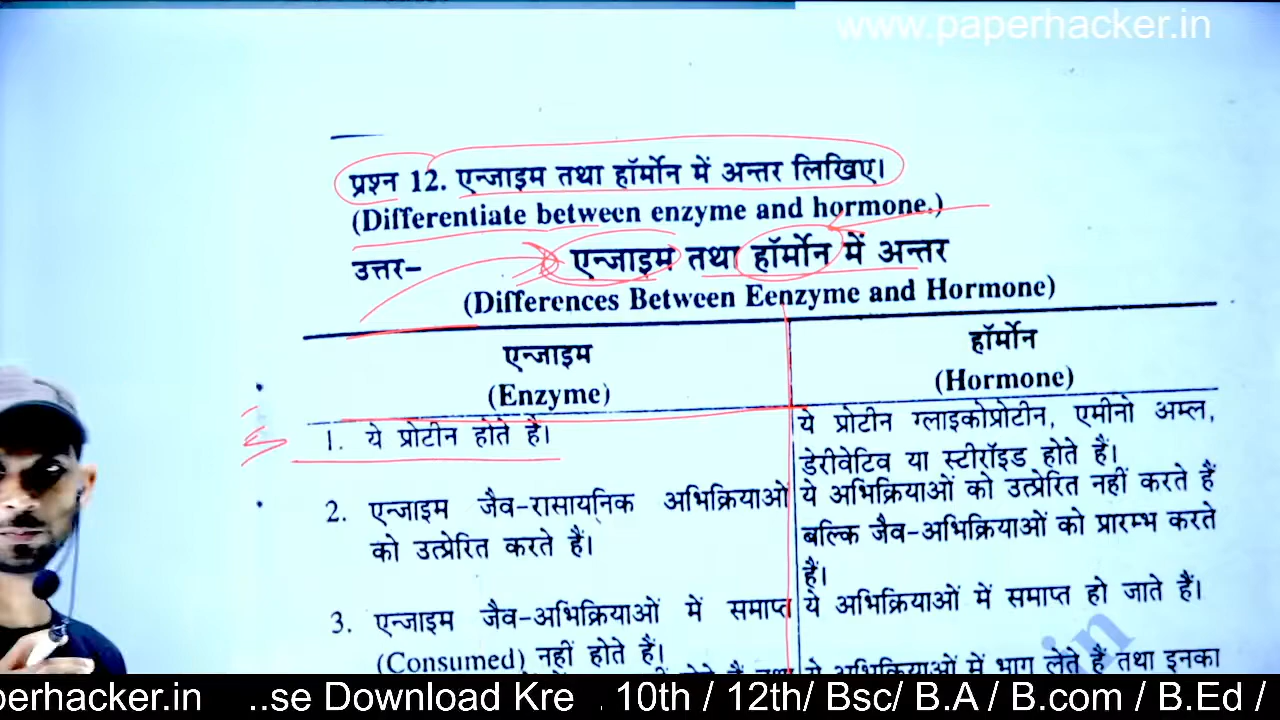 www.paperhacker.in
प्रश्न 12. एन्जाइम तथा हॉर्मोन में अन्तर लिखिए।
(Differentiate between enzyme and hormone.)
उत्तर– एन्जाइम तथा हॉर्मोन में अन्तर
(Differences Between Eenzyme and Hormone)
एन्जाइम
(Enzyme)
हॉर्मोन
(Hormone)
1. ये प्रोटीन होते हैं।
ये प्रोटीन ग्लाइकोप्रोटीन, एमीनो अम्ल,
डेरीवेटिव या स्टीरॉइड होते हैं।
2. एन्जाइम जैव-रासायनिक अभिक्रियाओं
को उत्प्रेरित करते हैं।
ये अभिक्रियाओं को उत्प्रेरित नहीं करते हैं
बल्कि जैव-अभिक्रियाओं को प्रारम्भ करते
हैं।
3. एन्जाइम जैव-अभिक्रियाओं में समाप्त
(Consumed) नहीं होते हैं।
ये अभिक्रियाओं में समाप्त हो जाते हैं।
ये अभिक्रियाओं में भाग लेते हैं तथा इनका
in
perhacker.in ..se Download Kre 10th / 12th/ Bsc/ B.A / B.com / B.Ed /